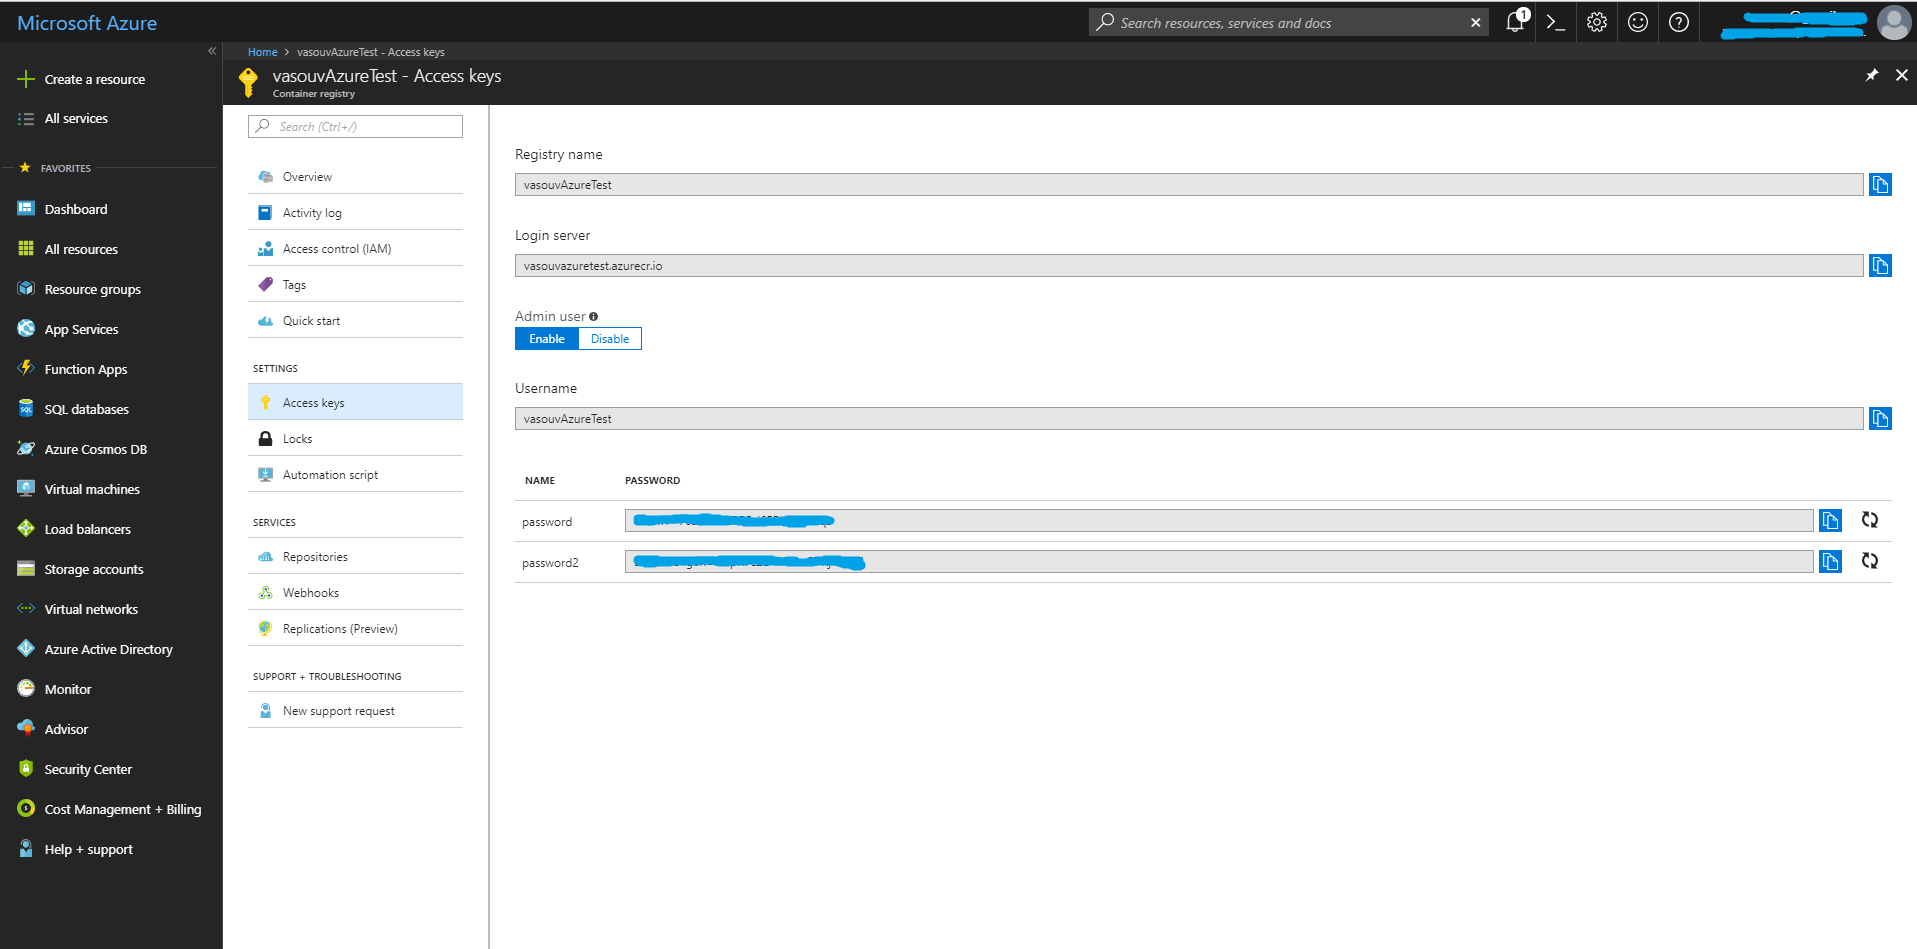 Microsoft Azure
Search resources, services and docs
1
Home > vasouvAzureTest - Access keys
vasouvAzureTest - Access keys
Container registry
Create a resource
All services
FAVORITES
Dashboard
All resources
Resource groups
App Services
Function Apps
SQL databases
Azure Cosmos DB
Virtual machines
Load balancers
Storage accounts
Virtual networks
Azure Active Directory
Monitor
Advisor
Security Center
Cost Management + Billing
Help + support
Search (Ctrl+/)
Overview
Activity log
Access control (IAM)
Tags
Quick start
SETTINGS
Access keys
Locks
Automation script
SERVICES
Repositories
Webhooks
Replications (Preview)
SUPPORT + TROUBLESHOOTING
New support request
Registry name
vasouvAzureTest
Login server
vasouvazuretest.azurecr.io
Admin user
Enable Disable
Username
vasouvAzureTest
NAME PASSWORD
password
password2